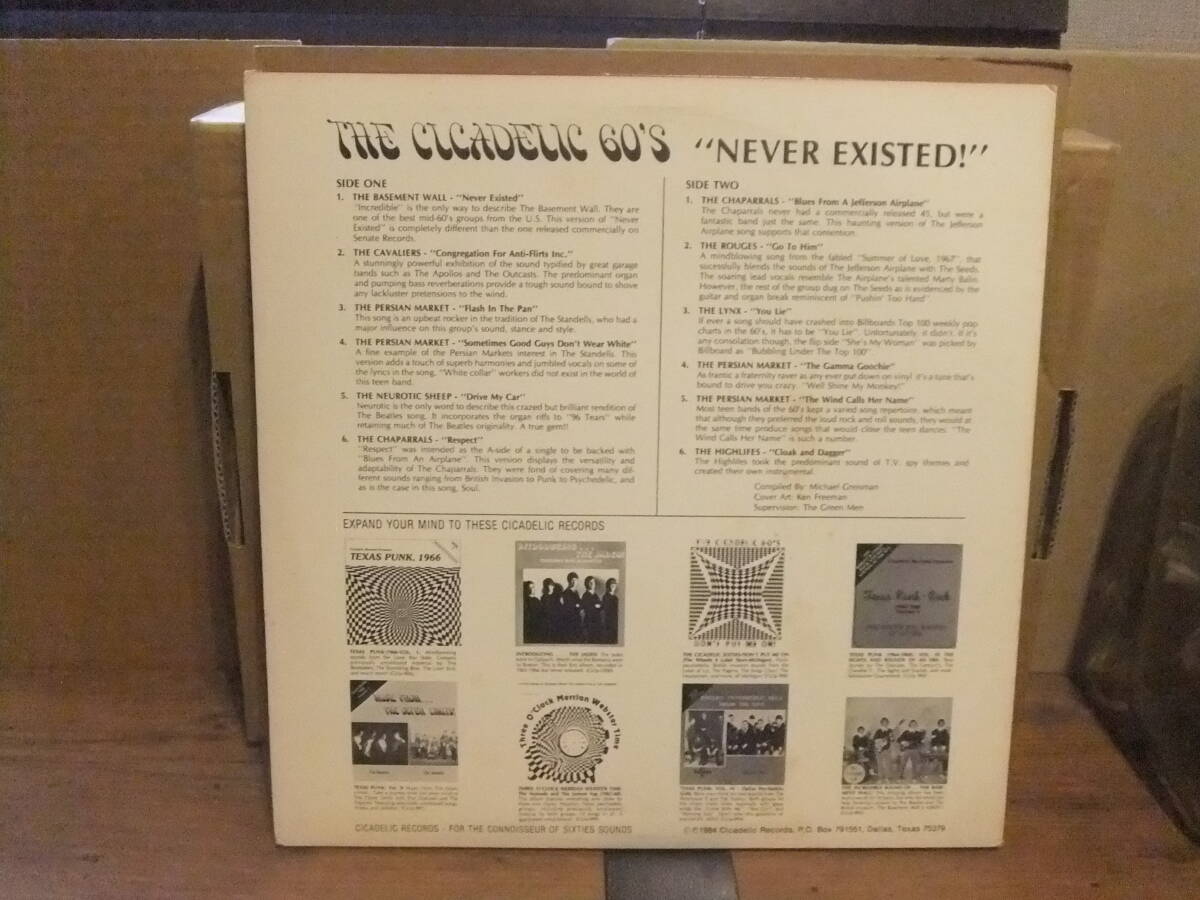 THE CICADELIC 60'S "NEVER EXISTED!"
SIDE ONE
1. THE BASEMENT WALL - "Never Existed"
"Incredible" is the only way to describe The Basement Wall. They are
one of the best mid-60's groups from the U.S. This version of "Never
Existed" is completely different than the one released commercially on
Senate Records.
2. THE CAVALIERS - "Congregation For Anti-Flirts Inc."
A stunningly powerful exhibition of the sound typified by great garage
bands such as The Apollos and The Outcasts. The predominant organ
and pumping bass reverberations provide a tough sound bound to shove
any lackluster pretensions to the wind.
3. THE PERSIAN MARKET - "Flash In The Pan"
This song is an upbeat rocker in the tradition of The Standells, who had a
major influence on this group's sound, stance and style.
4. THE PERSIAN MARKET - "Sometimes Good Guys Don't Wear White"
A fine example of the Persian Markets interest in The Standells. This
version adds a touch of superb harmonies and jumbled vocals on some of
the lyrics in the song. "White collar" workers did not exist in the world of
this teen band.
5. THE NEUROTIC SHEEP - "Drive My Car"
Neurotic is the only word to describe this crazed but brilliant rendition of
The Beatles song. It incorporates the organ riffs to "96 Tears" while
retaining much of The Beatles originality. A true gem!!
6. THE CHAPARRALS - "Respect"
"Respect" was intended as the A-side of a single to be backed with
"Blues From An Airplane". This version displays the versatility and
adaptability of The Chaparrals. They were fond of covering many dif-
ferent sounds ranging from British Invasion to Punk to Psychedelic, and
as is the case in this song, Soul.
SIDE TWO
1. THE CHAPARRALS - "Blues From A Jefferson Airplane"
The Chaparrals never had a commercially released 45, but were a
fantastic band just the same. This haunting version of The Jefferson
Airplane song supports that contention.
2. THE ROUGES - "Go To Him"
A mindblowing song from the fabled "Summer of Love, 1967", that
sucessfully blends the sounds of The Jefferson Airplane with The Seeds.
The soaring lead vocals resemble The Airplane's talented Marty Balin.
However, the rest of the group dug on The Seeds as is evidenced by the
guitar and organ break reminiscent of "Pushin' Too Hard"
3. THE LYNX - "You Lie"
If ever a song should have crashed into Billboards Top 100 weekly pop
charts in the 60's, it has to be "You Lie". Unfortunately, it didn't. If it's
any consolation though, the flip side "She's My Woman" was picked by
Billboard as "Bubbling Under The Top 100"
4. THE PERSIAN MARKET - "The Gamma Goochie"
As frantic a fraternity raver as any ever put down on vinyl it's a tune that's
bound to drive you crazy. "Well Shine My Monkey!"
5. THE PERSIAN MARKET - "The Wind Calls Her Name"
Most teen bands of the 60's kept a varied song repertoire, which meant
that although they preferred the loud rock and roll sounds, they would at
the same time produce songs that would close the teen dances. "The
Wind Calls Her Name" is such a number.
6. THE HIGHLIFES - "Cloak and Dagger"
The Highlifes took the predominant sound of T.V. spy themes and
created their own instrumental.
Compiled By: Michael Greisman
Cover Art: Ken Freeman
Supervision: The Green Men
EXPAND YOUR MIND TO THESE CICADELIC RECORDS
TEXAS PUNK, 1966
THE CICADELIC 60'S
DON'T PUT ME ON!
Texas Punk-Rock
MORE FROM...
THE OUTER LIMITS!
Three O'Clock Merrian Webster Time
CICADELIC RECORDS - FOR THE CONNOISSEUR OF SIXTIES SOUNDS
©℗1984 Cicadelic Records, P.O. Box 791551, Dallas, Texas 75379